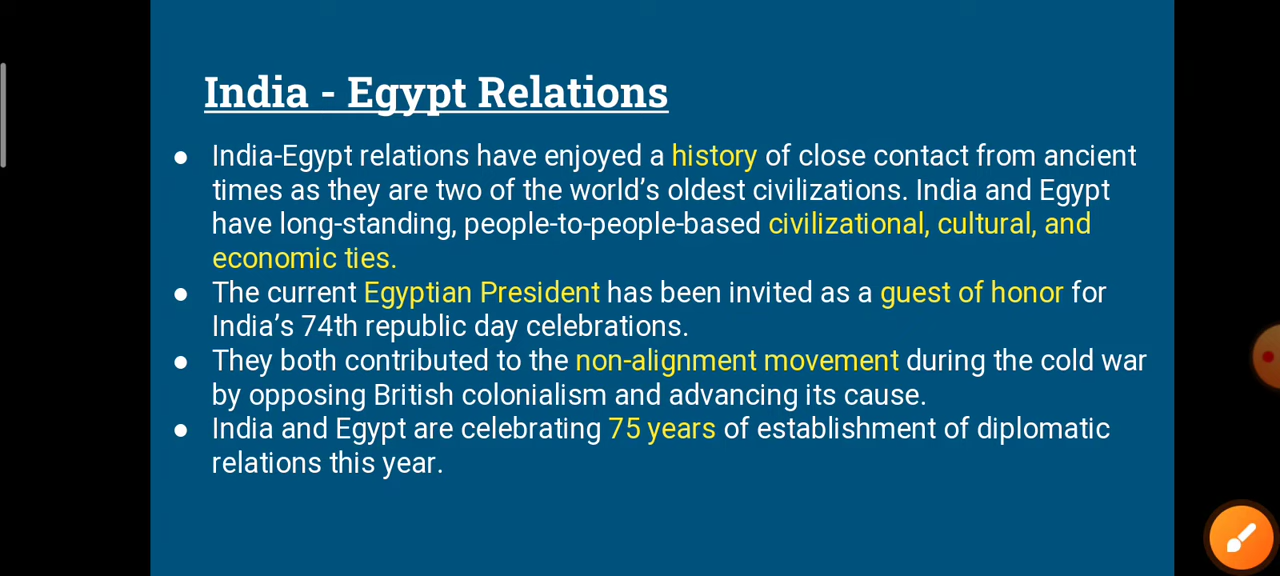 India - Egypt Relations
● India-Egypt relations have enjoyed a history of close contact from ancient
times as they are two of the world's oldest civilizations. India and Egypt
have long-standing, people-to-people-based civilizational, cultural, and
economic ties.
● The current Egyptian President has been invited as a guest of honor for
India's 74th republic day celebrations.
● They both contributed to the non-alignment movement during the cold war
by opposing British colonialism and advancing its cause.
● India and Egypt are celebrating 75 years of establishment of diplomatic
relations this year.